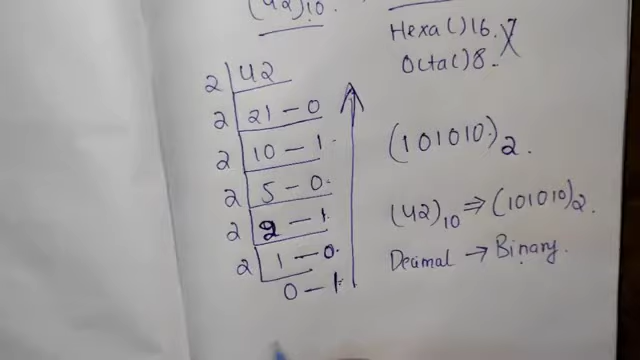 (42)10.
Hexa ( )16.
Octa( )8.
2 42
2 21 - 0
2 10 - 1.
2 5 - 0.
2 2 - 1.
2 1 - 0.
0 - 1.
(101010.)2.
(42)10 ⇒ (101010)2.
Decimal → Binary.